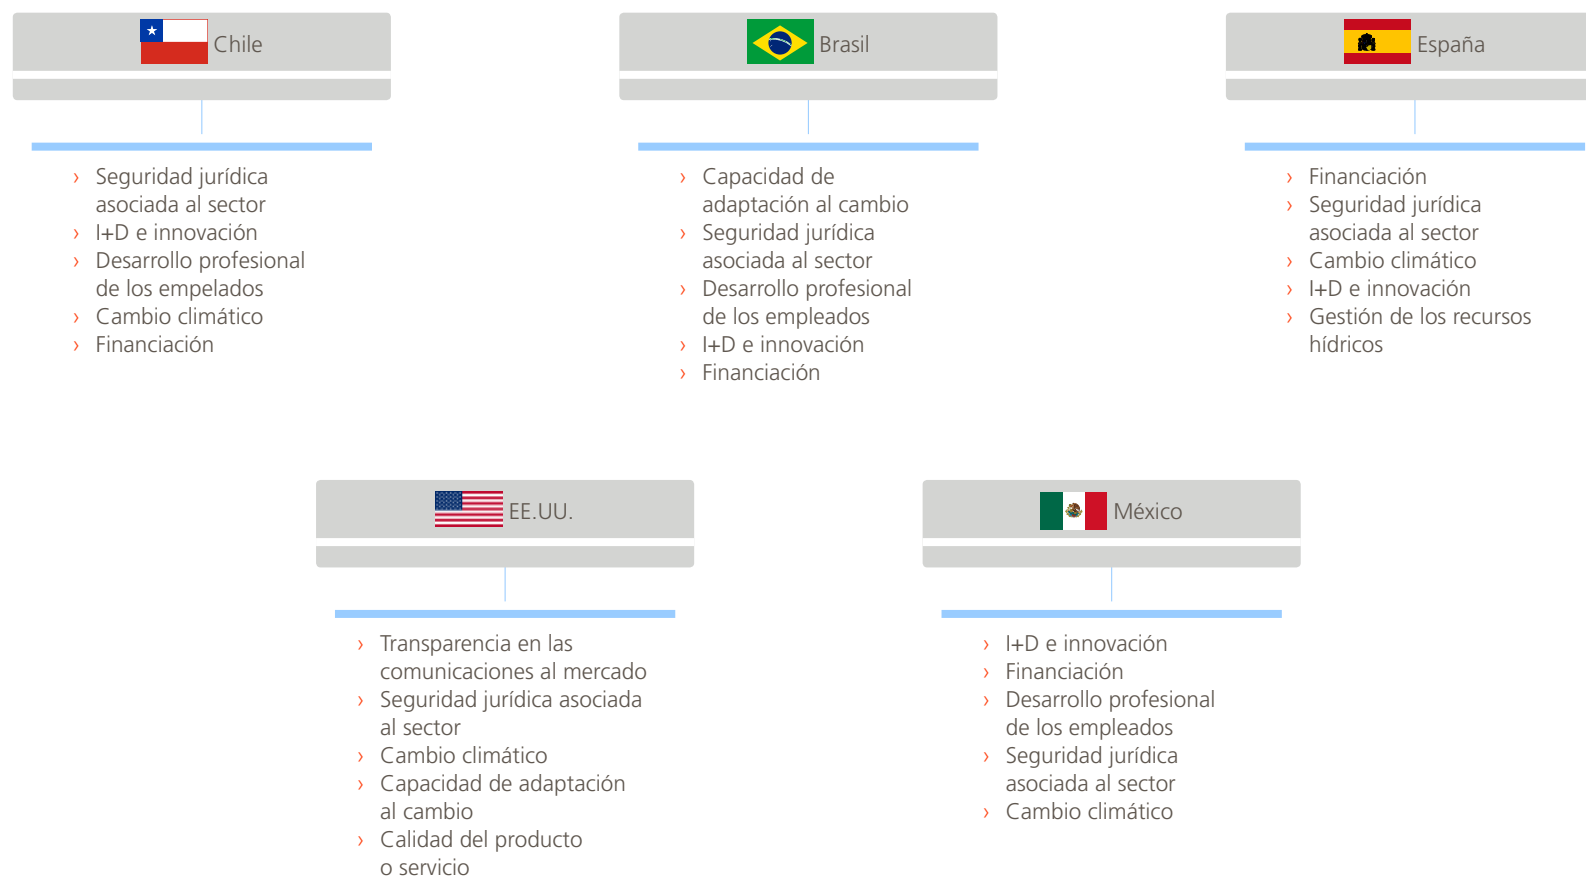 Chile
› Seguridad jurídica
asociada al sector
› I+D e innovación
› Desarrollo profesional
de los empelados
› Cambio climático
› Financiación
Brasil
› Capacidad de
adaptación al cambio
› Seguridad jurídica
asociada al sector
› Desarrollo profesional
de los empleados
› I+D e innovación
› Financiación
España
› Financiación
› Seguridad jurídica
asociada al sector
› Cambio climático
› I+D e innovación
› Gestión de los recursos
hídricos
EE.UU.
› Transparencia en las
comunicaciones al mercado
› Seguridad jurídica asociada
al sector
› Cambio climático
› Capacidad de adaptación
al cambio
› Calidad del producto
o servicio
México
› I+D e innovación
› Financiación
› Desarrollo profesional
de los empleados
› Seguridad jurídica
asociada al sector
› Cambio climático